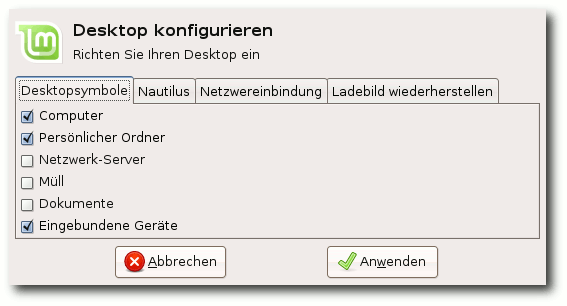 Desktop konfigurieren
Richten Sie Ihren Desktop ein
Desktopsymbole Nautilus Netzwereinbindung Ladebild wiederherstellen
Computer
Persönlicher Ordner
Netzwerk-Server
Müll
Dokumente
Eingebundene Geräte
Abbrechen Anwenden